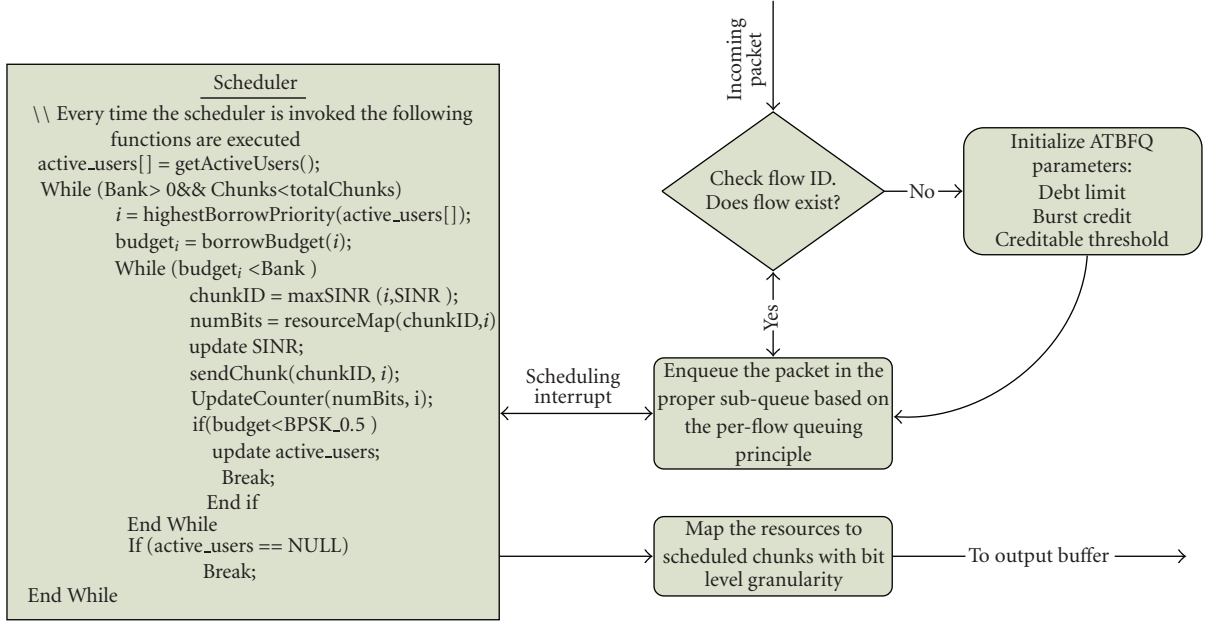 Scheduler
\\ Every time the scheduler is invoked the following
functions are executed
active_users[] = getActiveUsers();
While (Bank> 0&& Chunks<totalChunks)
i = highestBorrowPriority(active_users[]);
budgetᵢ = borrowBudget(i);
While (budgetᵢ <Bank )
chunkID = maxSINR (i,SINR );
numBits = resourceMap(chunkID,i)
update SINR;
sendChunk(chunkID, i);
UpdateCounter(numBits, i);
if(budget<BPSK_0.5 )
update active_users;
Break;
End if
End While
If (active_users == NULL)
Break;
End While
Incoming
packet
Check flow ID.
Does flow exist?
No
Initialize ATBFQ
parameters:
Debt limit
Burst credit
Creditable threshold
Yes
Scheduling
interrupt
Enqueue the packet in the
proper sub-queue based on
the per-flow queuing
principle
Map the resources to
scheduled chunks with bit
level granularity
To output buffer